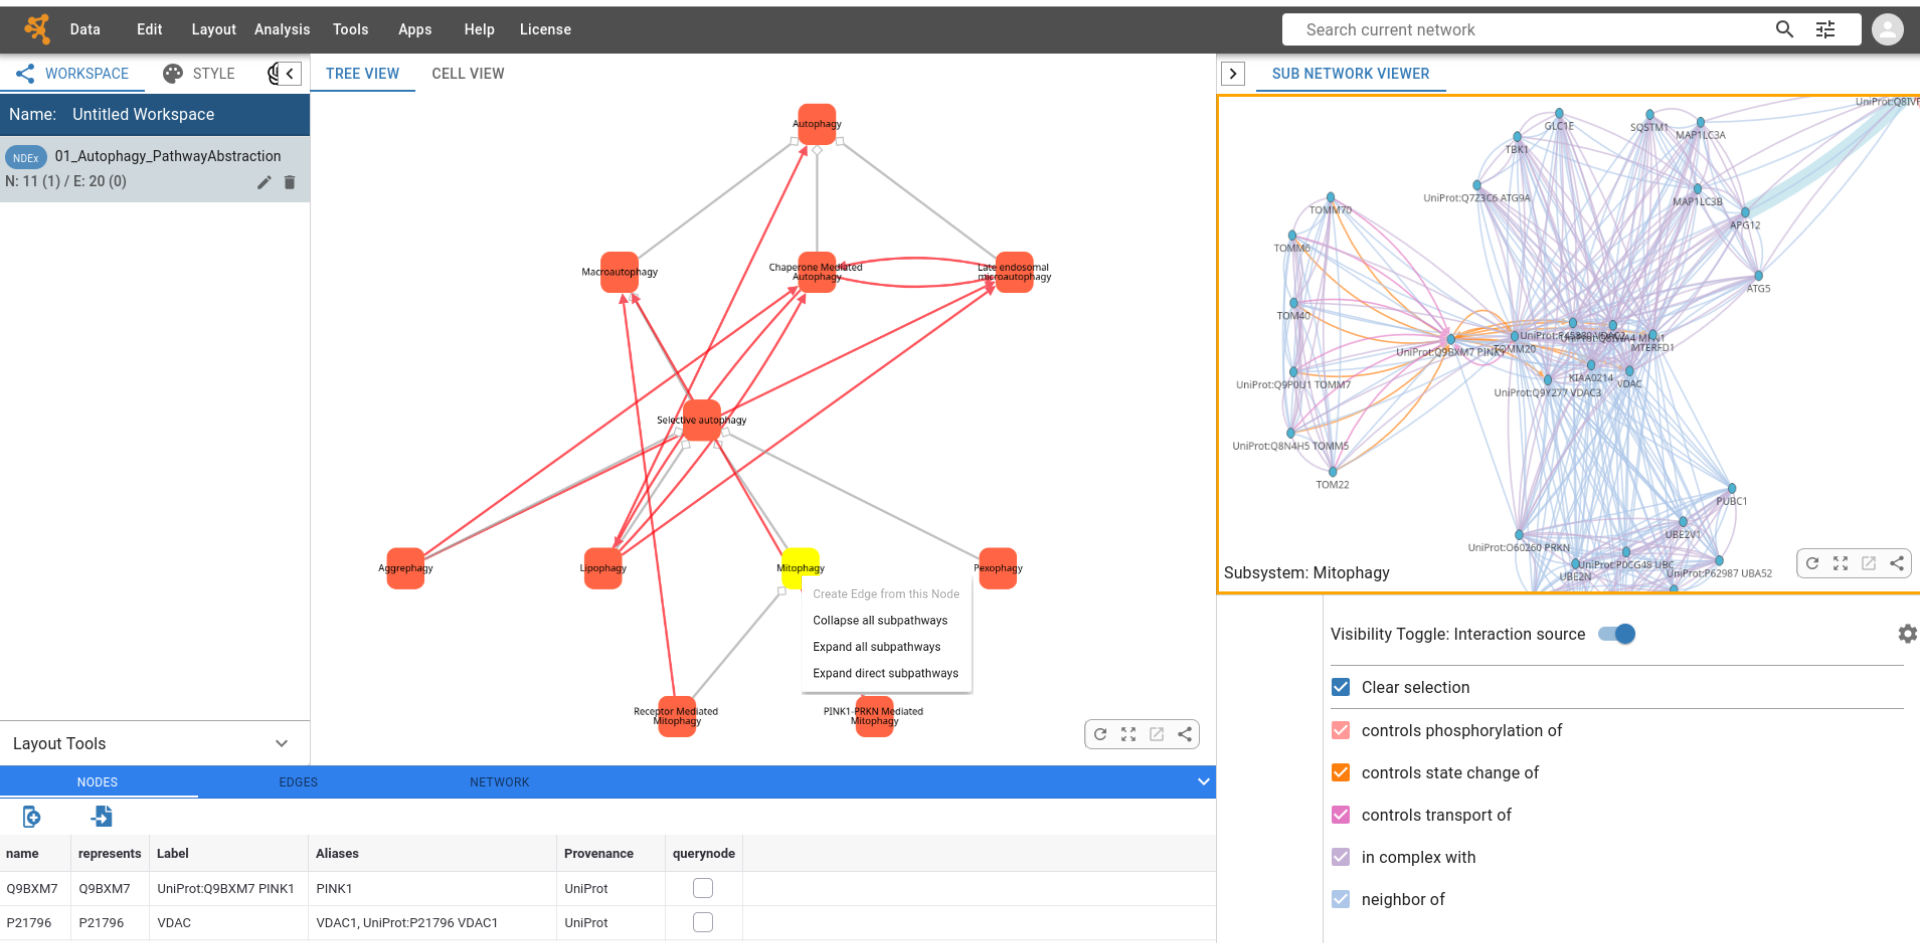 Data Edit Layout Analysis Tools Apps Help License
Search current network
WORKSPACE STYLE
TREE VIEW CELL VIEW
SUB NETWORK VIEWER
Name: Untitled Workspace
NDEx 01_Autophagy_PathwayAbstraction
N: 11 (1) / E: 20 (0)
Autophagy
Macroautophagy
Chaperone Mediated
Autophagy
Late endosomal
microautophagy
Selective autophagy
Aggrephagy
Lipophagy
Mitophagy
Pexophagy
Create Edge from this Node
Collapse all subpathways
Expand all subpathways
Expand direct subpathways
Receptor Mediated
Mitophagy
PINK1-PRKN Mediated
Mitophagy
GLC1E
SQSTM1
MAP1LC3A
TBK1
UniProt:Q7Z3C6 ATG9A
MAP1LC3B
TOMM70
APG12
ATG5
TOM40
TOMM20
MTERFD1
KIAA0214
VDAC
UniProt:Q9P0U1 TOMM7
UniProt:Q9Y277 VDAC3
UniProt:Q8N4H5 TOMM5
TOM22
PUBC1
UBE2V1
UniProt:O60260 PRKN
UniProt:P0CG48 UBC
UBE2N
UniProt:P62987 UBA52
Subsystem: Mitophagy
Visibility Toggle: Interaction source
Clear selection
controls phosphorylation of
controls state change of
controls transport of
in complex with
neighbor of
Layout Tools
NODES EDGES NETWORK
name represents Label Aliases Provenance querynode
Q9BXM7 Q9BXM7 UniProt:Q9BXM7 PINK1 PINK1 UniProt
P21796 P21796 VDAC VDAC1, UniProt:P21796 VDAC1 UniProt